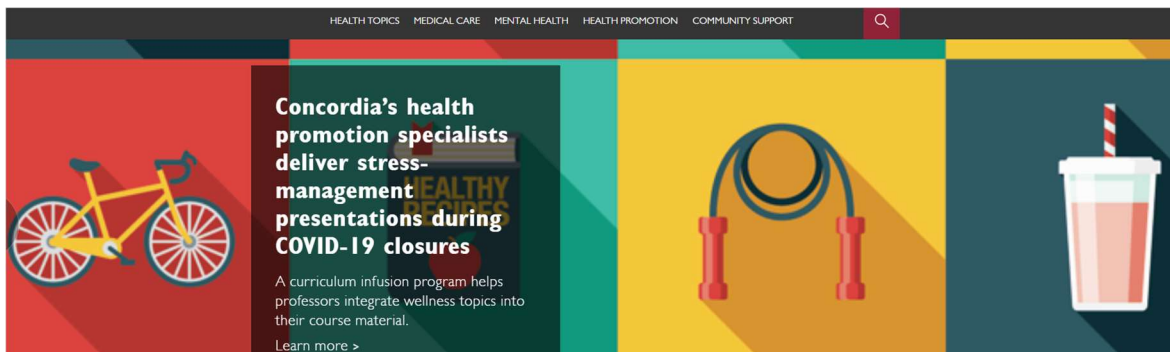 HEALTH TOPICS MEDICAL CARE MENTAL HEALTH HEALTH PROMOTION COMMUNITY SUPPORT
Concordia's health
promotion specialists
deliver stress-
management
presentations during
COVID-19 closures
A curriculum infusion program helps
professors integrate wellness topics into
their course material.
Learn more >
HEALTHY
RECIPES